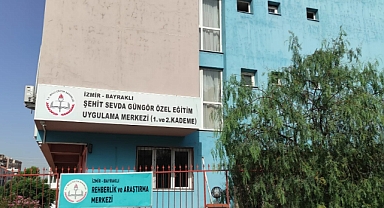 İZMİR - BAYRAKLI
ŞEHİT SEVDA GÜNGÖR ÖZEL EĞİTİM
UYGULAMA MERKEZİ (1. ve 2.KADEME)
İZMİR - BAYRAKLI
REHBERLİK ve ARAŞTIRMA
MERKEZİ